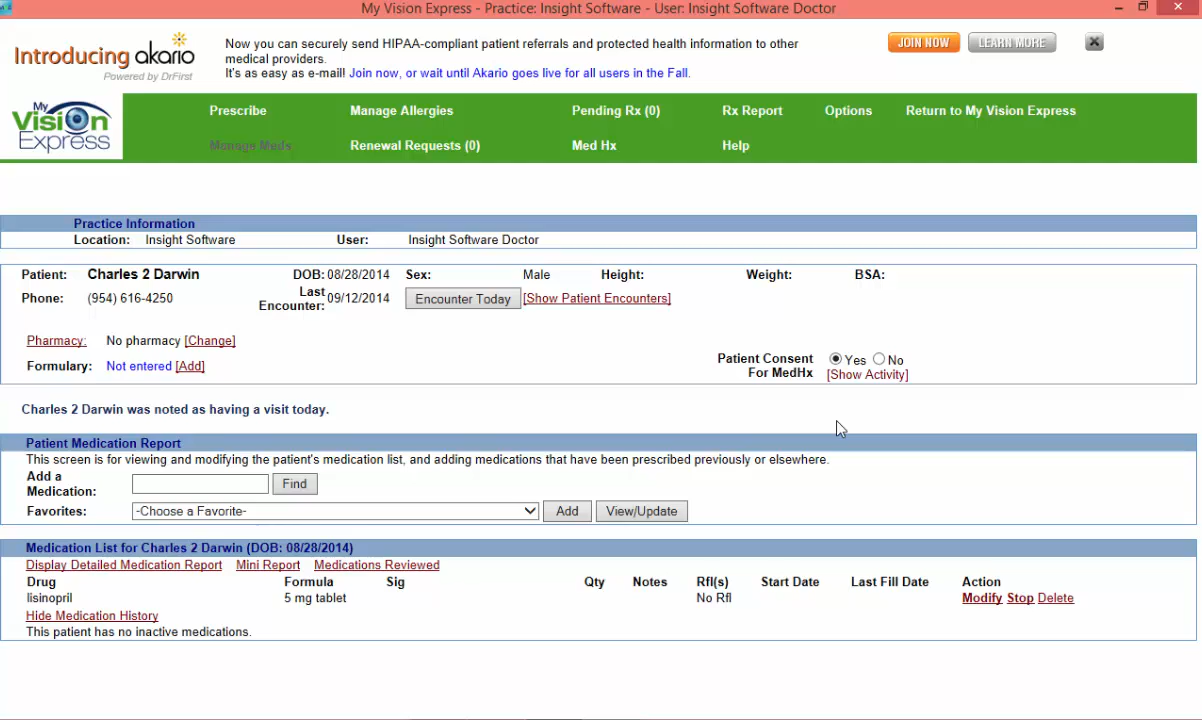 My Vision Express - Practice: Insight Software - User: Insight Software Doctor
Introducing akario
Powered by DrFirst
Now you can securely send HIPAA-compliant patient referrals and protected health information to other
medical providers.
It's as easy as e-mail! Join now, or wait until Akario goes live for all users in the Fall.
JOIN NOW LEARN MORE
My Vision Express
Prescribe Manage Allergies Pending Rx (0) Rx Report Options Return to My Vision Express
Manage Meds Renewal Requests (0) Med Hx Help
Practice Information
Location: Insight Software User: Insight Software Doctor
Patient: Charles 2 Darwin DOB: 08/28/2014 Sex: Male Height: Weight: BSA:
Phone: (954) 616-4250 Last Encounter: 09/12/2014 Encounter Today [Show Patient Encounters]
Pharmacy: No pharmacy [Change]
Formulary: Not entered [Add]
Patient Consent For MedHx Yes No
[Show Activity]
Charles 2 Darwin was noted as having a visit today.
Patient Medication Report
This screen is for viewing and modifying the patient's medication list, and adding medications that have been prescribed previously or elsewhere.
Add a Medication: Find
Favorites: -Choose a Favorite- Add View/Update
Medication List for Charles 2 Darwin (DOB: 08/28/2014)
Display Detailed Medication Report Mini Report Medications Reviewed
Drug Formula Sig Qty Notes Rfl(s) Start Date Last Fill Date Action
lisinopril 5 mg tablet No Rfl Modify Stop Delete
Hide Medication History
This patient has no inactive medications.